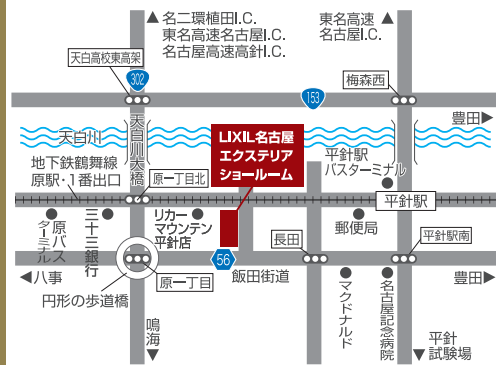 ▲名二環植田I.C.
東名高速名古屋I.C.
名古屋高速高針I.C.
東名高速▲
名古屋I.C.
天白高校東高架
302
153
梅森西
豊田▶
天白川
天白川大橋
LIXIL名古屋
エクステリア
ショールーム
地下鉄鶴舞線
原駅・1番出口
原一丁目北
平針駅
バスターミナル
平針駅
原バス
ターミナル
三十三銀行
リカー
マウンテン
平針店
長田
郵便局
平針駅南
◀八事
円形の歩道橋
原一丁目
56
飯田街道
豊田▶
鳴海▼
マクドナルド
名古屋記念病院
平針
▼試験場